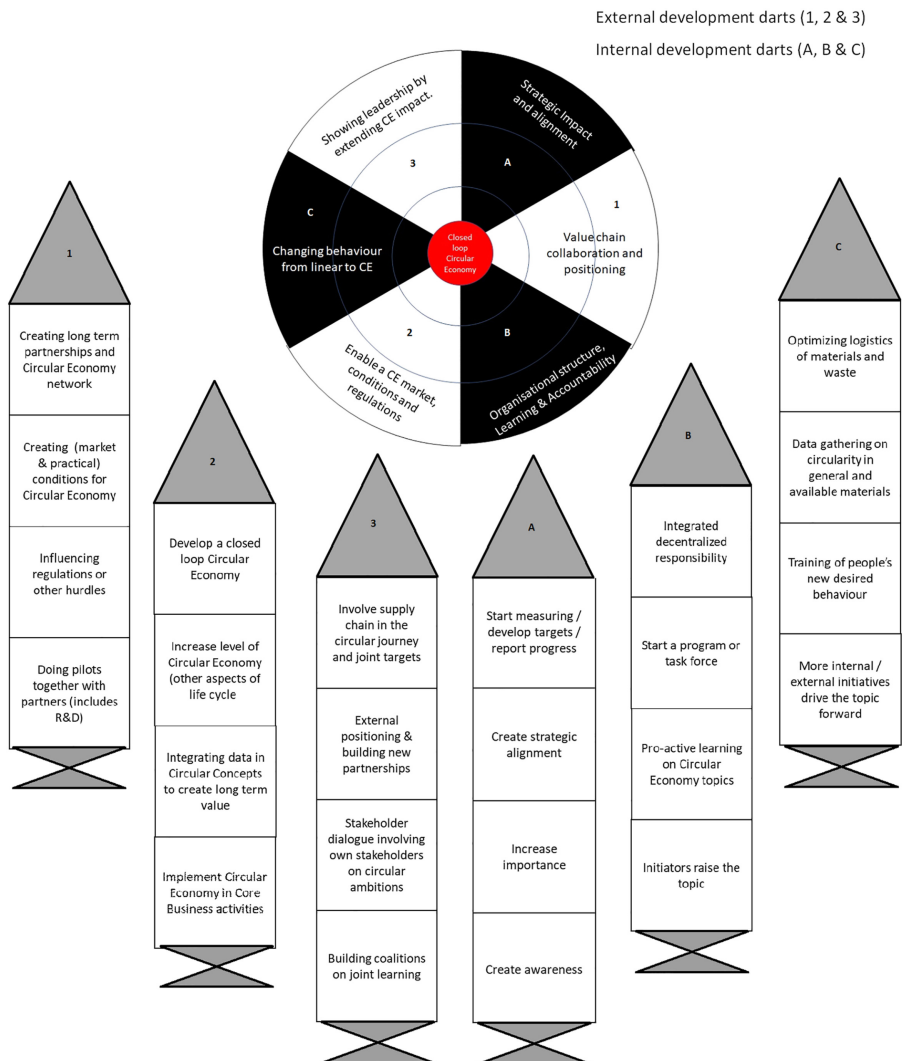 External development darts (1, 2 & 3)
Internal development darts (A, B & C)
Showing leadership by
extending CE impact.
3
Strategic Impact
and alignment
A
1
Value chain
collaboration and
positioning
C
Changing behaviour
from linear to CE
Closed
loop
Circular
Economy
2
Enable a CE market,
conditions and
regulations
B
Organisational structure,
Learning & Accountability
1
Creating long term
partnerships and
Circular Economy
network
Creating (market
& practical)
conditions for
Circular Economy
Influencing
regulations or
other hurdles
Doing pilots
together with
partners (includes
R&D)
2
Develop a closed
loop Circular
Economy
Increase level of
Circular Economy
(other aspects of
life cycle
Integrating data in
Circular Concepts
to create long term
value
Implement Circular
Economy in Core
Business activities
3
Involve supply
chain in the
circular journey
and joint targets
External
positioning &
building new
partnerships
Stakeholder
dialogue involving
own stakeholders
on circular
ambitions
Building coalitions
on joint learning
A
Start measuring /
develop targets /
report progress
Create strategic
alignment
Increase
importance
Create awareness
B
Integrated
decentralized
responsibility
Start a program or
task force
Pro-active learning
on Circular
Economy topics
Initiators raise the
topic
C
Optimizing logistics
of materials and
waste
Data gathering on
circularity in
general and
available materials
Training of people's
new desired
behaviour
More internal /
external initiatives
drive the topic
forward